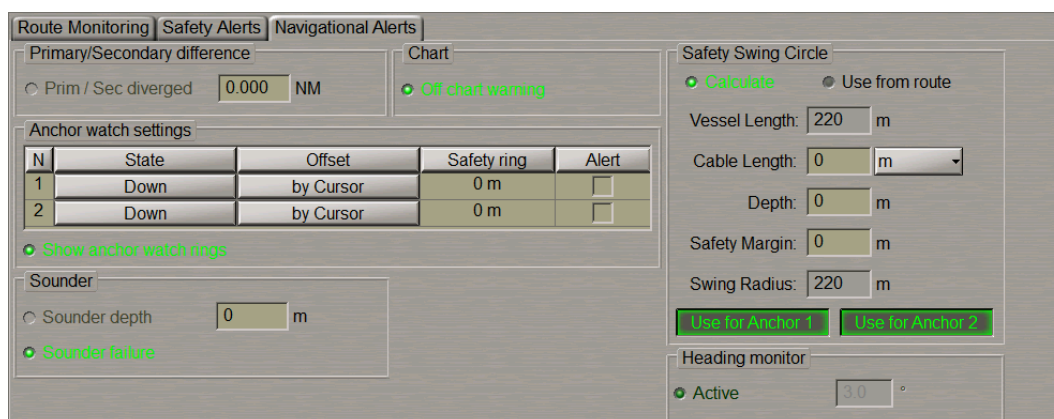 Route Monitoring Safety Alerts Navigational Alerts
Primary/Secondary difference
Prim / Sec diverged 0.000 NM
Chart
Off chart warning
Anchor watch settings
N State Offset Safety ring Alert
1 Down by Cursor 0 m
2 Down by Cursor 0 m
Show anchor watch rings
Sounder
Sounder depth 0 m
Sounder failure
Safety Swing Circle
Calculate Use from route
Vessel Length: 220 m
Cable Length: 0 m
Depth: 0 m
Safety Margin: 0 m
Swing Radius: 220 m
Use for Anchor 1 Use for Anchor 2
Heading monitor
Active 3.0 °